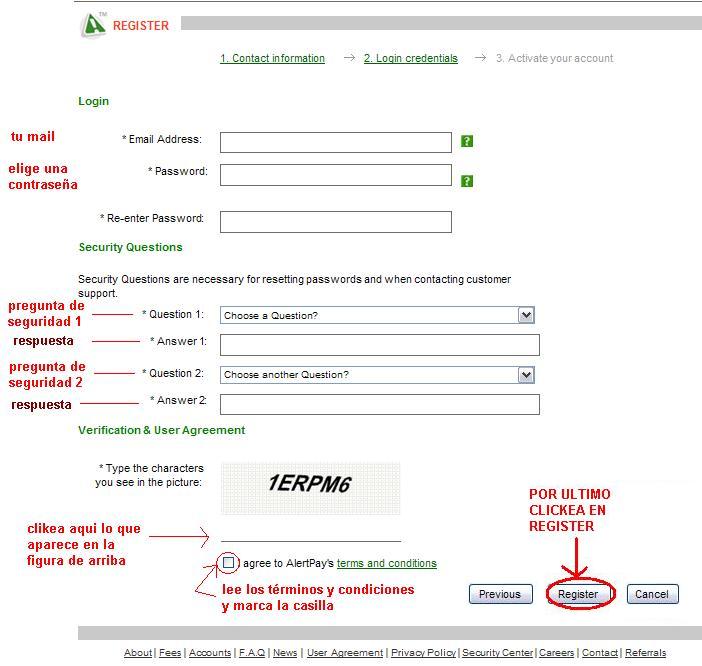 REGISTER
1. Contact information → 2. Login credentials → 3. Activate your account
Login
tu mail
* Email Address:
?
elige una
contraseña
* Password:
?
* Re-enter Password:
Security Questions
Security Questions are necessary for resetting passwords and when contacting customer
support.
pregunta de
seguridad 1
* Question 1:
Choose a Question?
respuesta
* Answer 1:
pregunta de
seguridad 2
* Question 2:
Choose another Question?
respuesta
* Answer 2:
Verification & User Agreement
* Type the characters
you see in the picture:
1ERPM6
clikea aqui lo que
aparece en la
figura de arriba
I agree to AlertPay's terms and conditions
lee los términos y condiciones
y marca la casilla
POR ULTIMO
CLICKEA EN
REGISTER
Previous Register Cancel
About | Fees | Accounts | F.A.Q | News | User Agreement | Privacy Policy | Security Center | Careers | Contact | Referrals